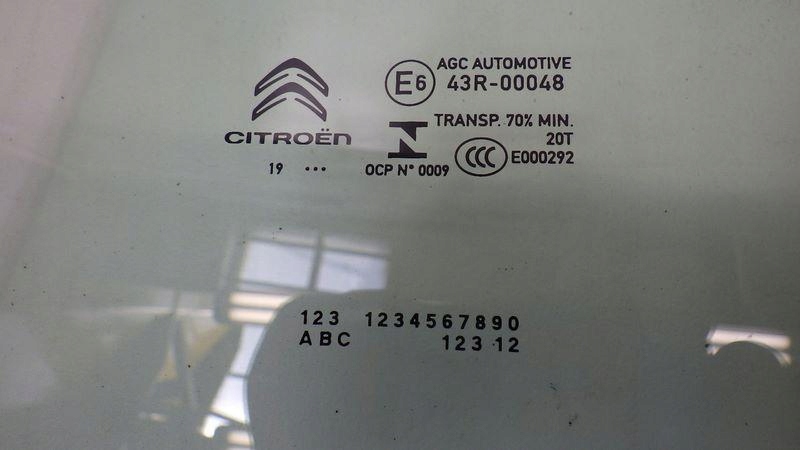 CITROËN
19 ...
E6
AGC AUTOMOTIVE
43R-00048
TRANSP. 70% MIN.
20T
OCP N° 0009
CCC
E000292
123 1234567890
ABC 123 12